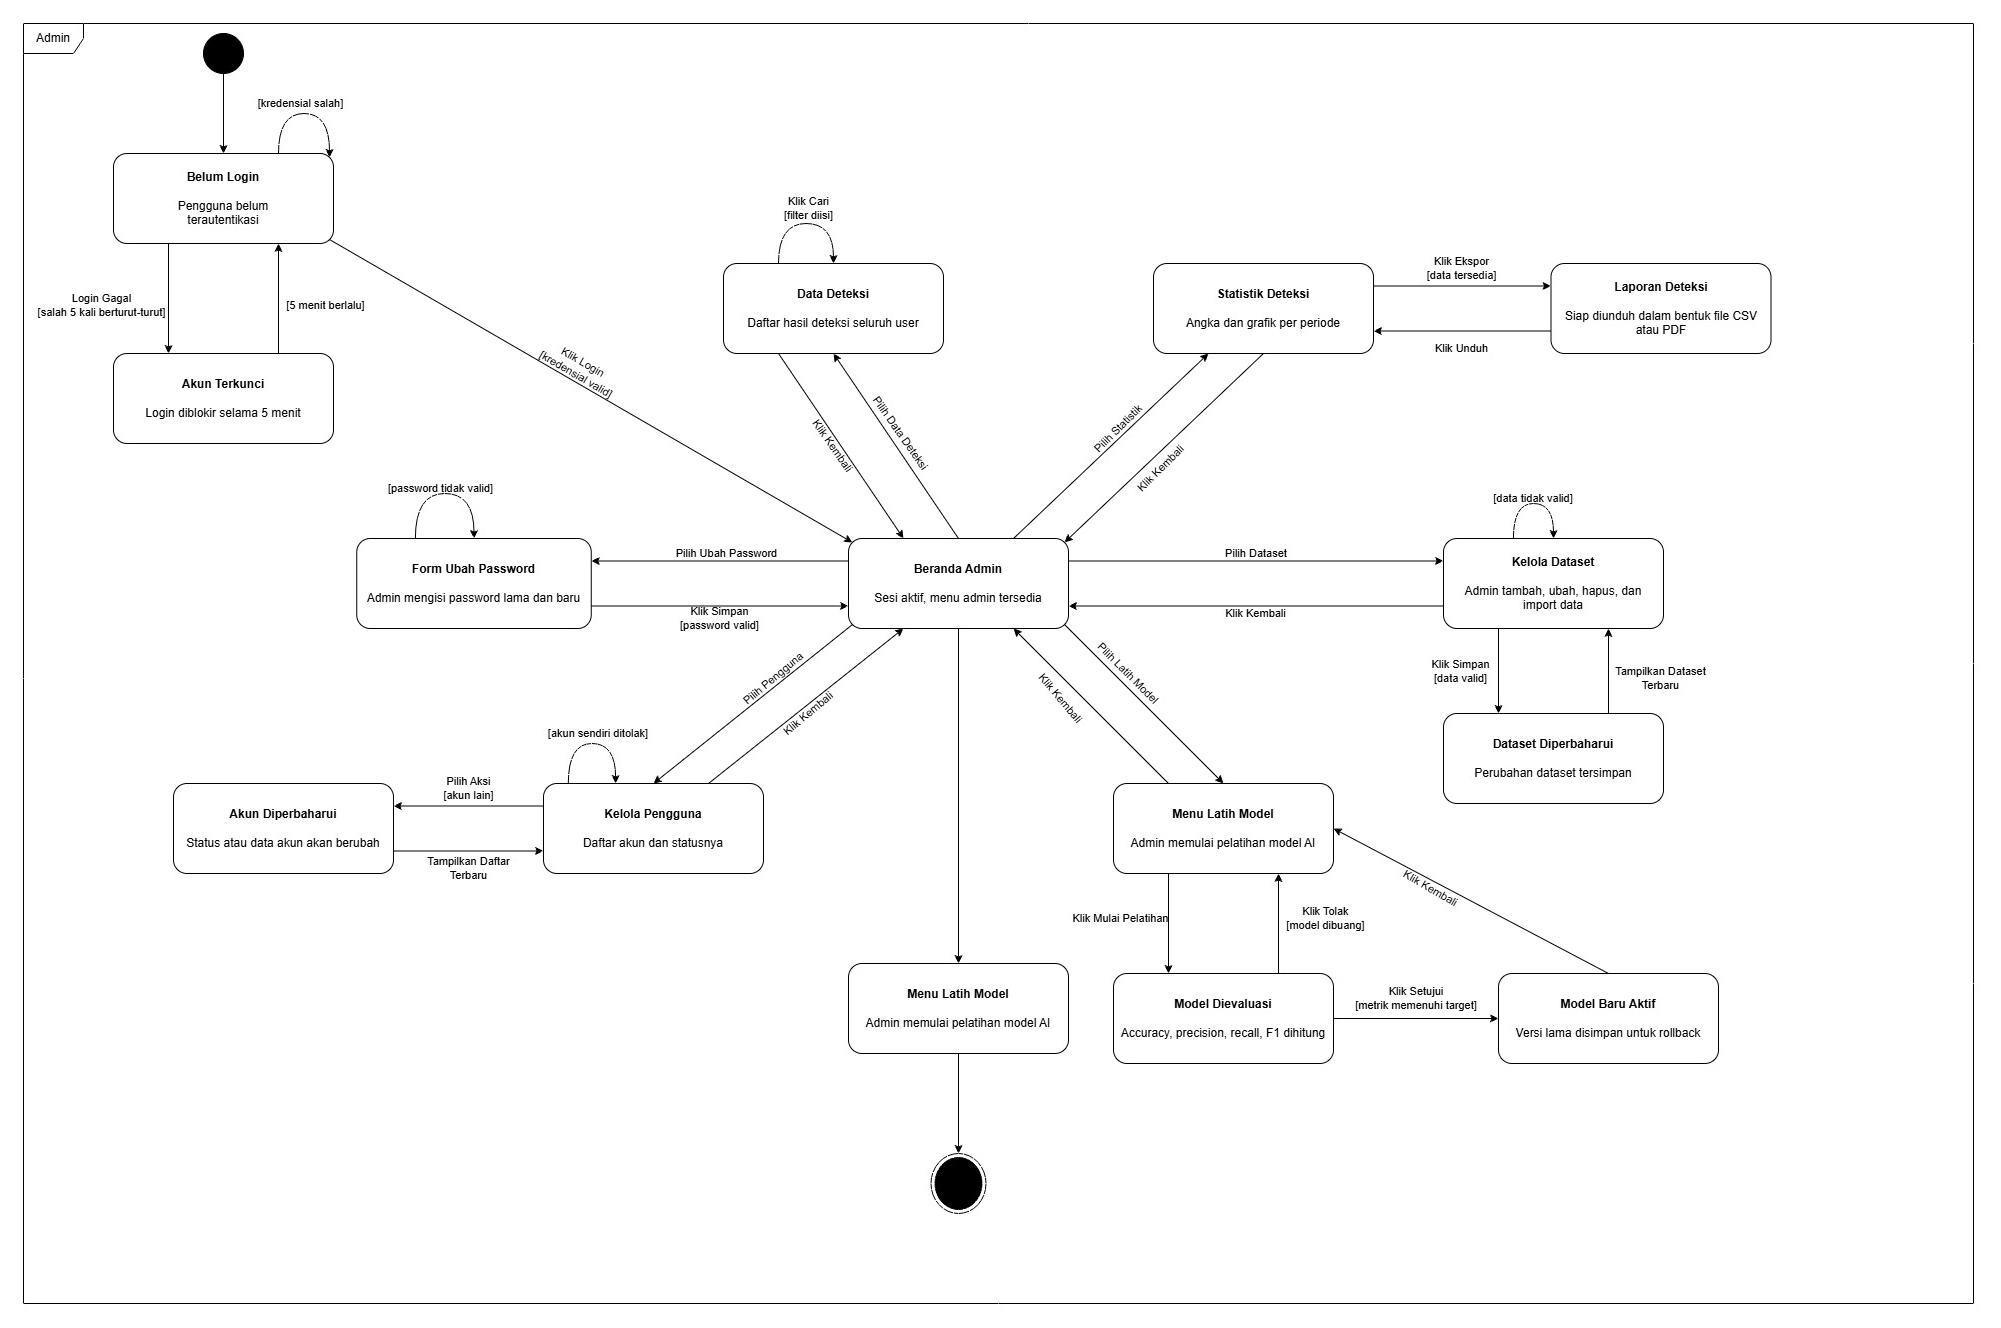 Admin
[kredensial salah]
Belum Login
Pengguna belum
terautentikasi
Login Gagal
[salah 5 kali berturut-turut]
[5 menit berlalu]
Akun Terkunci
Login diblokir selama 5 menit
Klik Login
[kredensial valid]
Klik Cari
[filter diisi]
Data Deteksi
Daftar hasil deteksi seluruh user
Klik Kembali
Pilih Data Deteksi
Statistik Deteksi
Angka dan grafik per periode
Klik Ekspor
[data tersedia]
Klik Unduh
Laporan Deteksi
Siap diunduh dalam bentuk file CSV
atau PDF
Pilih Statistik
Klik Kembali
[password tidak valid]
Form Ubah Password
Admin mengisi password lama dan baru
Pilih Ubah Password
Klik Simpan
[password valid]
Beranda Admin
Sesi aktif, menu admin tersedia
Pilih Dataset
Klik Kembali
[data tidak valid]
Kelola Dataset
Admin tambah, ubah, hapus, dan
import data
Klik Simpan
[data valid]
Tampilkan Dataset
Terbaru
Dataset Diperbaharui
Perubahan dataset tersimpan
Pilih Pengguna
Klik Kembali
Klik Kembali
Pilih Latih Model
[akun sendiri ditolak]
Akun Diperbaharui
Status atau data akun akan berubah
Pilih Aksi
[akun lain]
Tampilkan Daftar
Terbaru
Kelola Pengguna
Daftar akun dan statusnya
Menu Latih Model
Admin memulai pelatihan model AI
Klik Mulai Pelatihan
Klik Tolak
[model dibuang]
Klik Kembali
Menu Latih Model
Admin memulai pelatihan model AI
Model Dievaluasi
Accuracy, precision, recall, F1 dihitung
Klik Setujui
[metrik memenuhi target]
Model Baru Aktif
Versi lama disimpan untuk rollback